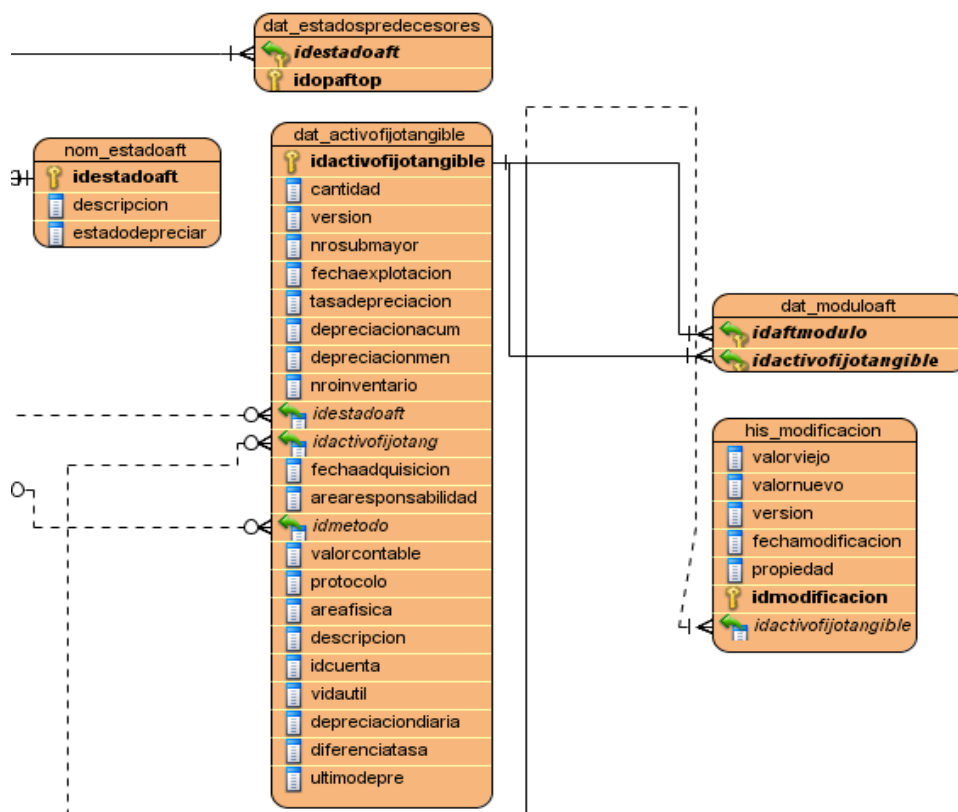 dat_estadospredecesores
idestadoaft
idopaftop
nom_estadoaft
idestadoaft
descripcion
estadodepreciar
dat_activofijotangible
idactivofijotangible
cantidad
version
nrosubmayor
fechaexplotacion
tasadepreciacion
depreciacionacum
depreciacionmen
nroinventario
idestadoaft
idactivofijotang
fechaadquisicion
arearesponsabilidad
idmetodo
valorcontable
protocolo
areafisica
descripcion
idcuenta
vidautil
depreciaciondiaria
diferenciatasa
ultimodepre
dat_moduloaft
idaftmodulo
idactivofijotangible
his_modificacion
valorviejo
valornuevo
version
fechamodificacion
propiedad
idmodificacion
idactivofijotangible